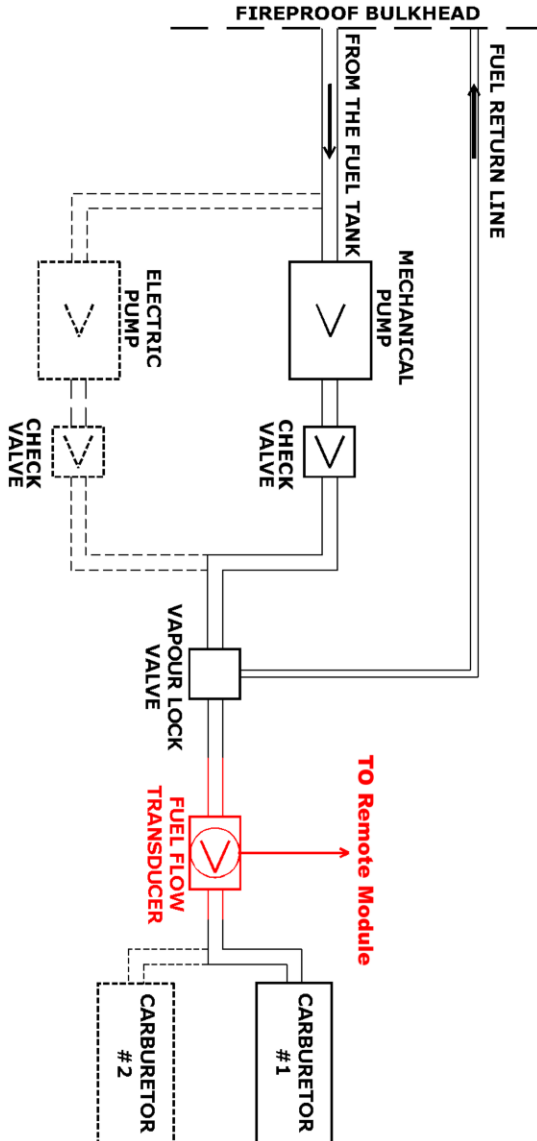 FIREPROOF BULKHEAD
FROM THE FUEL TANK
FUEL RETURN LINE
MECHANICAL
PUMP
ELECTRIC
PUMP
CHECK
VALVE
CHECK
VALVE
VAPOUR LOCK
VALVE
TO Remote Module
FUEL FLOW
TRANSDUCER
CARBURETOR
#1
CARBURETOR
#2